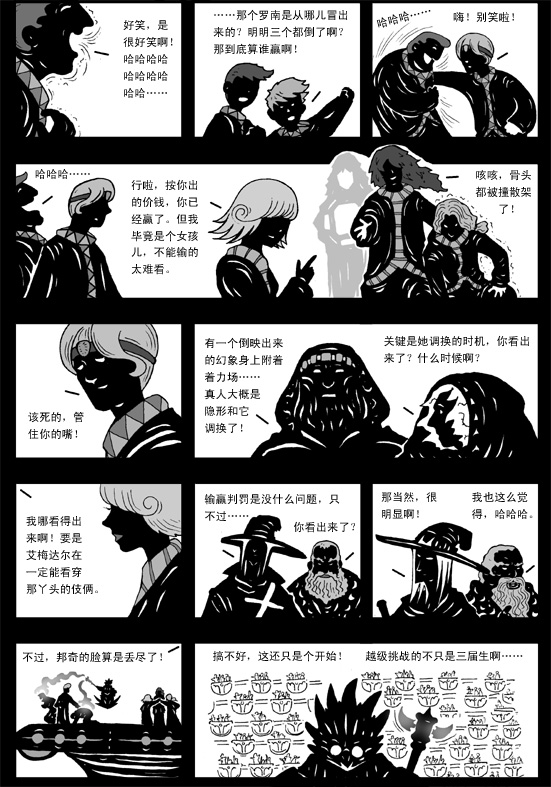 好笑，是
很好笑啊！
哈哈哈哈
哈哈哈哈
哈哈……
……那个罗南是从哪儿冒出
来的？明明三个都倒了啊？
那到底算谁赢啊！
哈哈哈……
嗨！别笑啦！
哈哈哈……
行啦，按你出
的价钱，你已
经赢了。但我
毕竟是个女孩
儿，不能输的
太难看。
咳咳，骨头
都被撞散架
了！
该死的，管
住你的嘴！
有一个倒映出来
的幻象身上附着
着力场……
真人大概是
隐形和它
调换了！
关键是她调换的时机，你看出
来了？什么时候啊？
我哪看得出
来啊！要是
艾梅达尔在
一定能看穿
那丫头的伎俩。
输赢判罚是没什么问题，只
不过……
你看出来了？
那当然，很
明显啊！
我也这么觉
得，哈哈哈。
不过，邦奇的脸算是丢尽了！
搞不好，这还只是个开始！
越级挑战的不只是三届生啊……